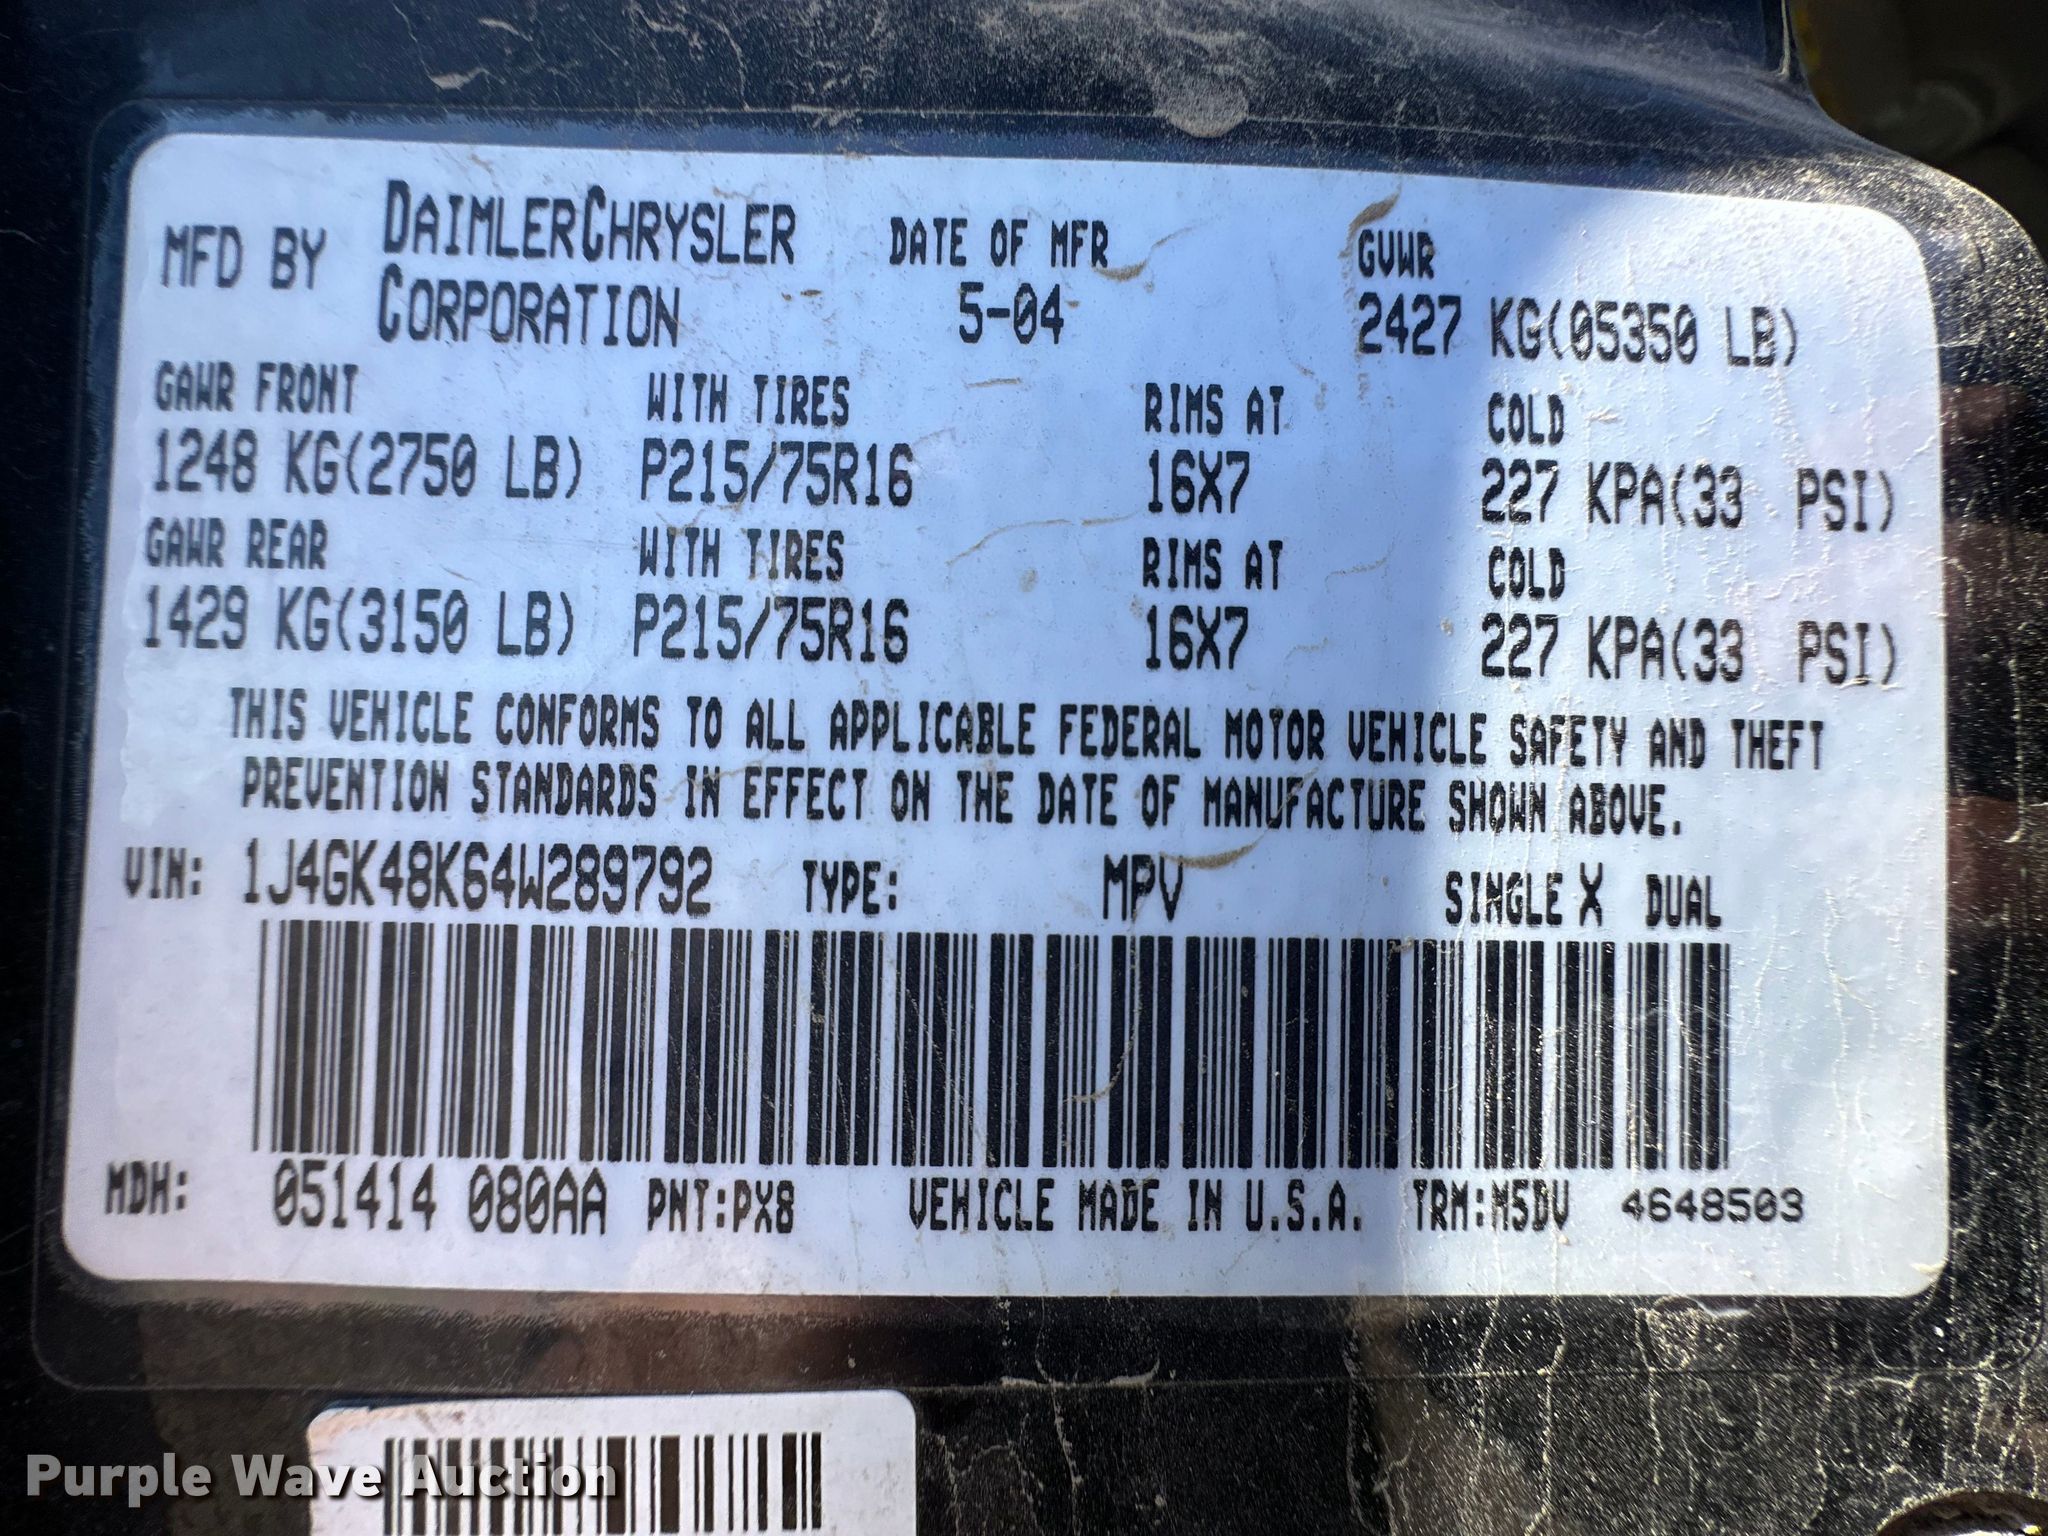 MFD BY DAIMLERCHRYSLER CORPORATION DATE OF MFR 5-04 GVWR 2427 KG(05350 LB)
GAWR FRONT WITH TIRES RIMS AT COLD
1248 KG(2750 LB) P215/75R16 16X7 227 KPA(33 PSI)
GAWR REAR WITH TIRES RIMS AT COLD
1429 KG(3150 LB) P215/75R16 16X7 227 KPA(33 PSI)
THIS VEHICLE CONFORMS TO ALL APPLICABLE FEDERAL MOTOR VEHICLE SAFETY AND THEFT
PREVENTION STANDARDS IN EFFECT ON THE DATE OF MANUFACTURE SHOWN ABOVE.
VIN: 1J4GK48K64W289792 TYPE: MPV SINGLE X DUAL
MDH: 051414 080AA PNT:PX8 VEHICLE MADE IN U.S.A. TRM:M5DV 4648503
Purple Wave Auction